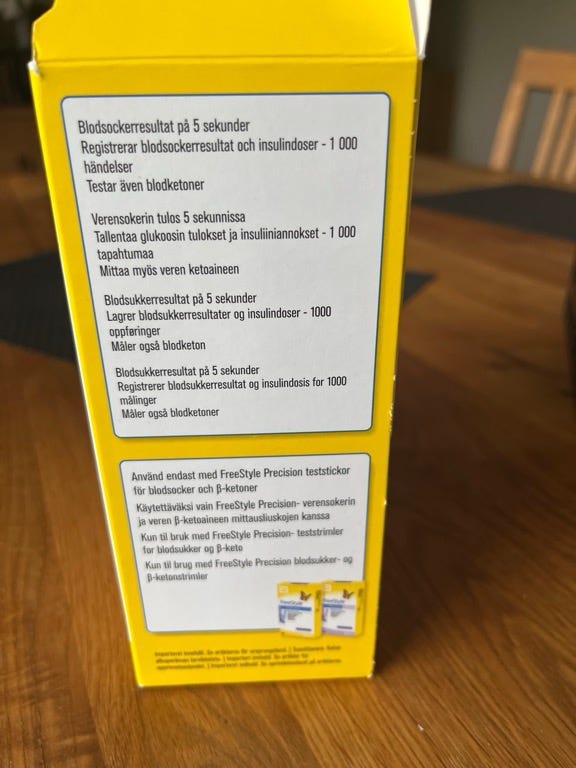 Blodsockerresultat på 5 sekunder
Registrerar blodsockerresultat och insulindoser - 1 000
händelser
Testar även blodketoner
Verensokerin tulos 5 sekunnissa
Tallentaa glukoosin tulokset ja insuliiniannokset - 1 000
tapahtumaa
Mittaa myös veren ketoaineen
Blodsukkerresultat på 5 sekunder
Lagrer blodsukkerresultater og insulindoser - 1000
oppføringer
Måler også blodketon
Blodsukkerresultat på 5 sekunder
Registrerer blodsukkerresultat og insulindosis for 1000
målinger
Måler også blodketoner
Använd endast med FreeStyle Precision teststickor
för blodsocker och β-ketoner
Käytettäväksi vain FreeStyle Precision- verensokerin
ja veren β-ketoaineen mittausliuskojen kanssa
Kun til bruk med FreeStyle Precision- teststrimler
for blodsukker og β-keto
Kun til brug med FreeStyle Precision blodsukker- og
β-ketonstrimler
FreeStyle
FreeStyle